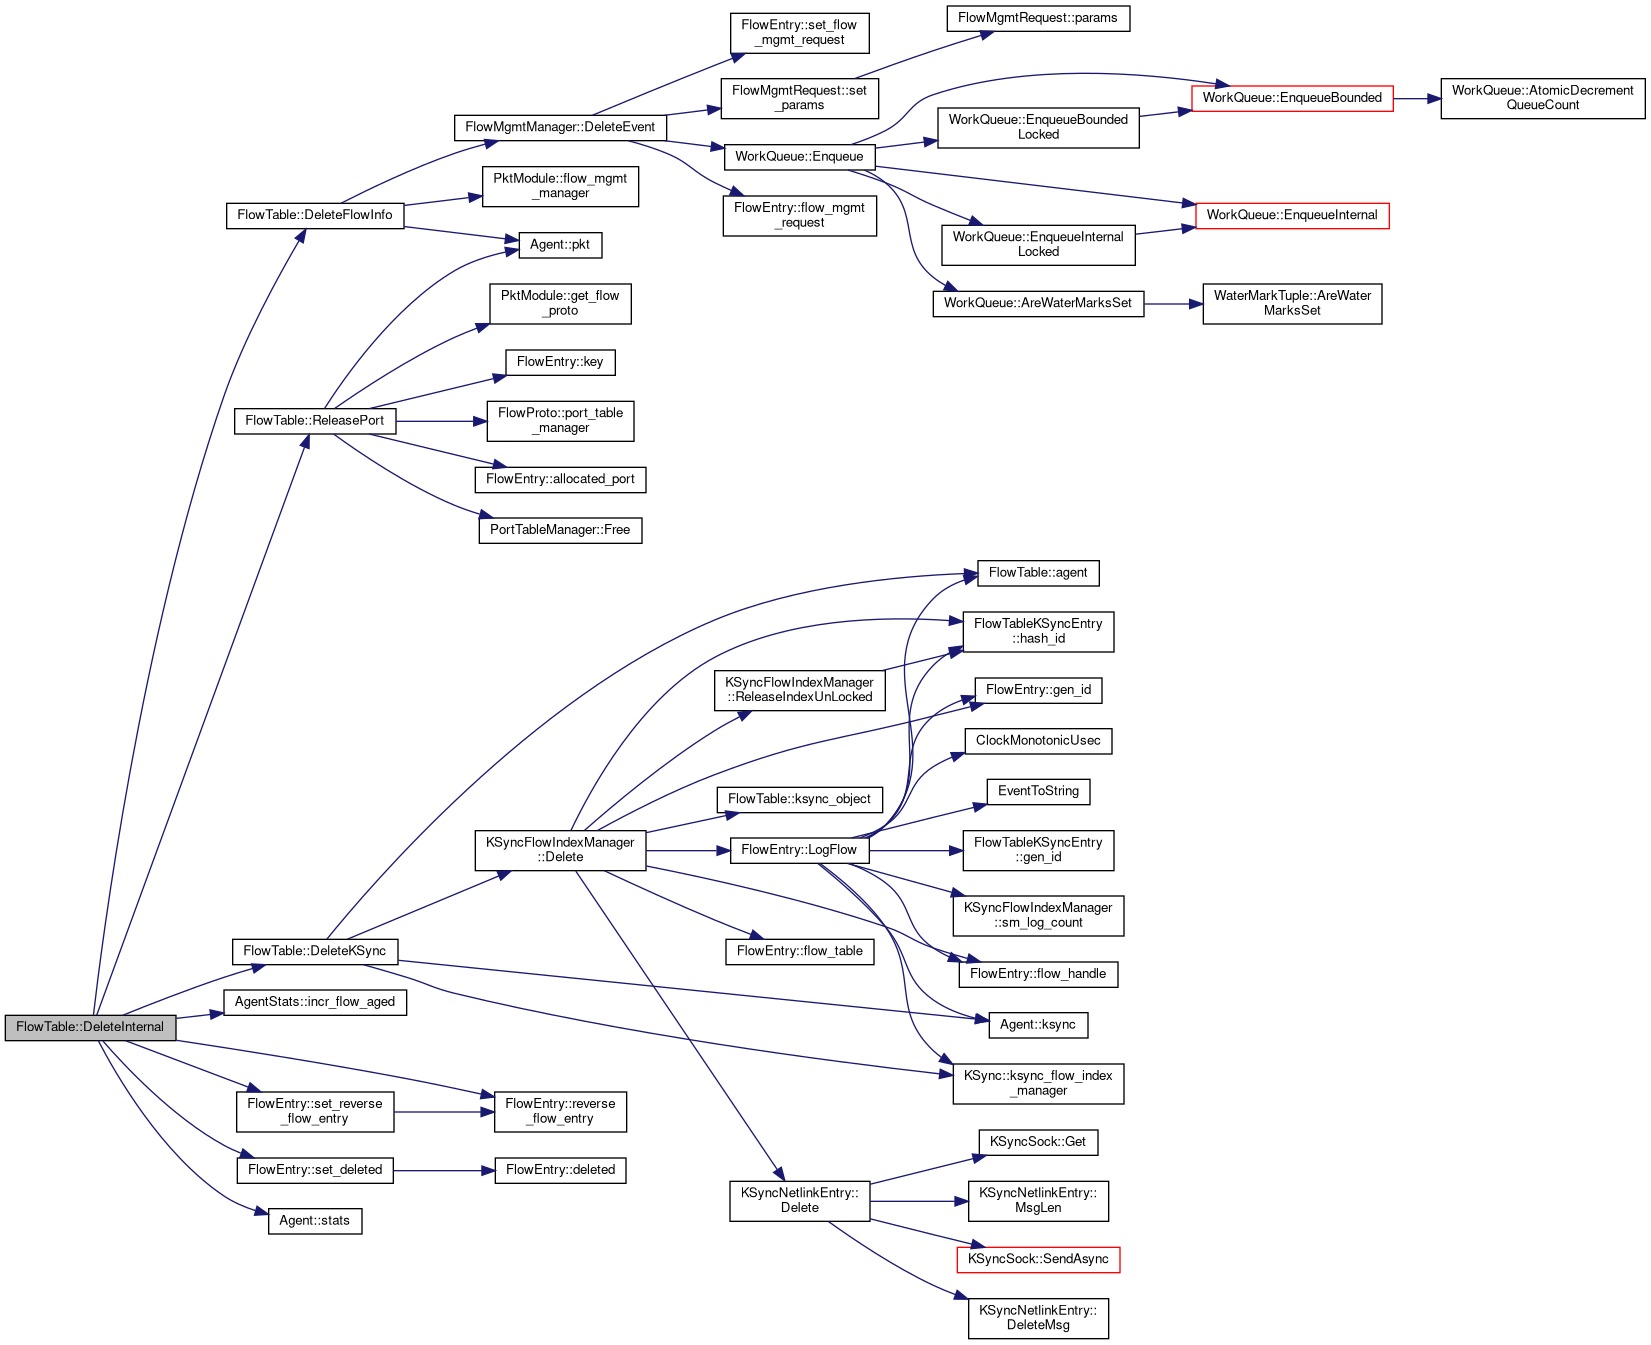 FlowTable::DeleteInternal
FlowTable::DeleteFlowInfo
FlowTable::ReleasePort
FlowTable::DeleteKSync
AgentStats::incr_flow_aged
FlowEntry::set_reverse
_flow_entry
FlowEntry::set_deleted
Agent::stats
FlowMgmtManager::DeleteEvent
PktModule::flow_mgmt
_manager
Agent::pkt
PktModule::get_flow
_proto
FlowEntry::key
FlowProto::port_table
_manager
FlowEntry::allocated_port
PortTableManager::Free
KSyncFlowIndexManager
::Delete
FlowEntry::reverse
_flow_entry
FlowEntry::deleted
FlowEntry::set_flow
_mgmt_request
FlowMgmtRequest::set
_params
WorkQueue::Enqueue
FlowEntry::flow_mgmt
_request
KSyncFlowIndexManager
::ReleaseIndexUnLocked
FlowTable::ksync_object
FlowEntry::LogFlow
FlowEntry::flow_table
KSyncNetlinkEntry::
Delete
FlowMgmtRequest::params
WorkQueue::EnqueueBounded
Locked
WorkQueue::EnqueueInternal
Locked
WorkQueue::AreWaterMarksSet
FlowTable::agent
FlowTableKSyncEntry
::hash_id
FlowEntry::gen_id
ClockMonotonicUsec
EventToString
FlowTableKSyncEntry
::gen_id
KSyncFlowIndexManager
::sm_log_count
FlowEntry::flow_handle
Agent::ksync
KSync::ksync_flow_index
_manager
KSyncSock::Get
KSyncNetlinkEntry::
MsgLen
KSyncSock::SendAsync
KSyncNetlinkEntry::
DeleteMsg
WorkQueue::EnqueueBounded
WorkQueue::EnqueueInternal
WaterMarkTuple::AreWater
MarksSet
WorkQueue::AtomicDecrement
QueueCount